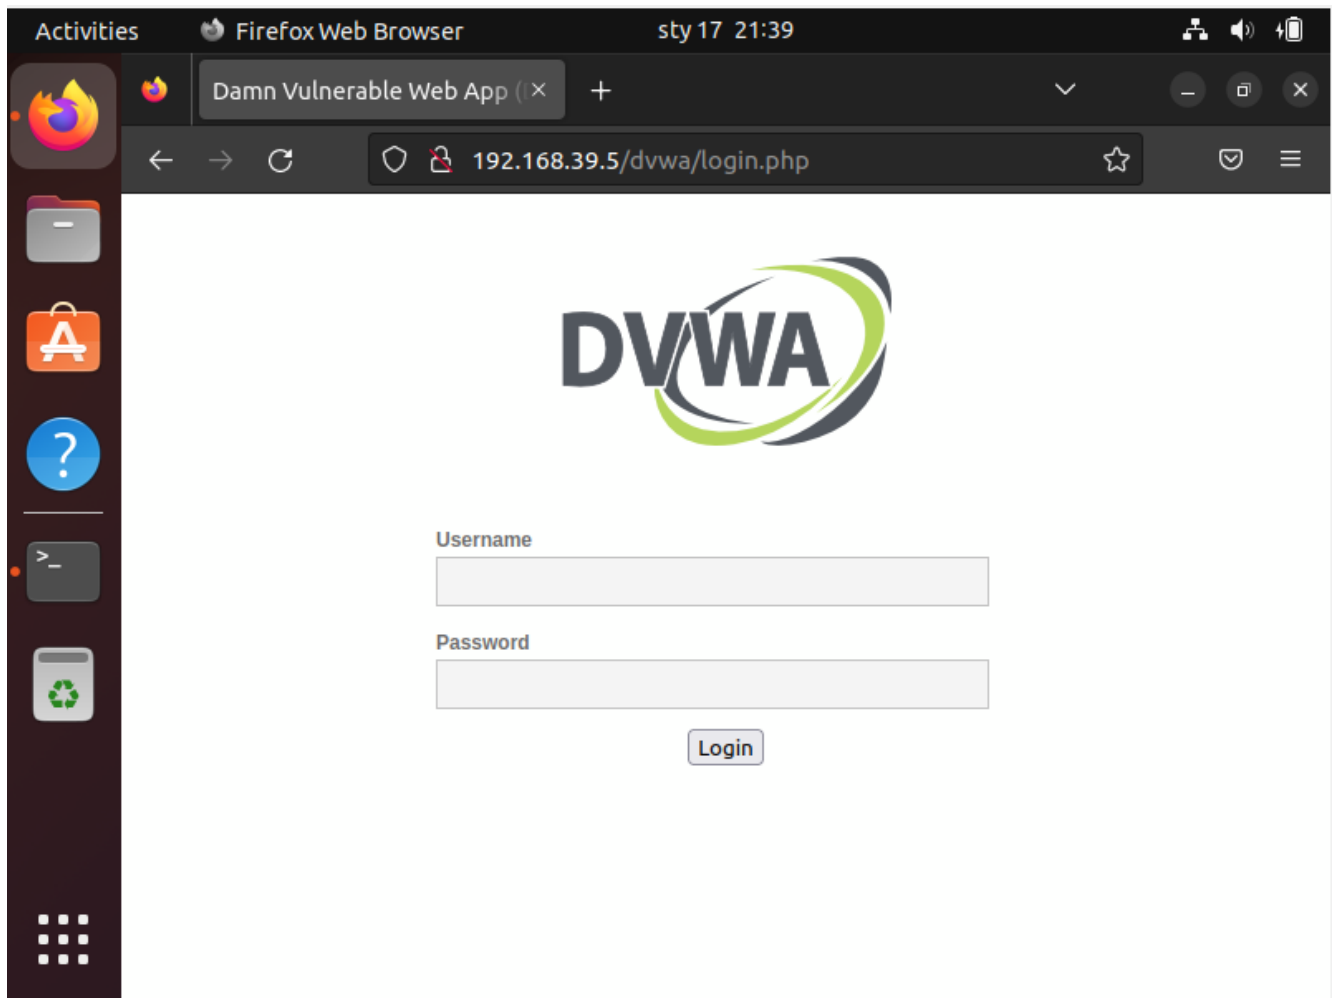 Activities Firefox Web Browser sty 17 21:39
Damn Vulnerable Web App (
192.168.39.5/dvwa/login.php
DVWA
Username
Password
Login